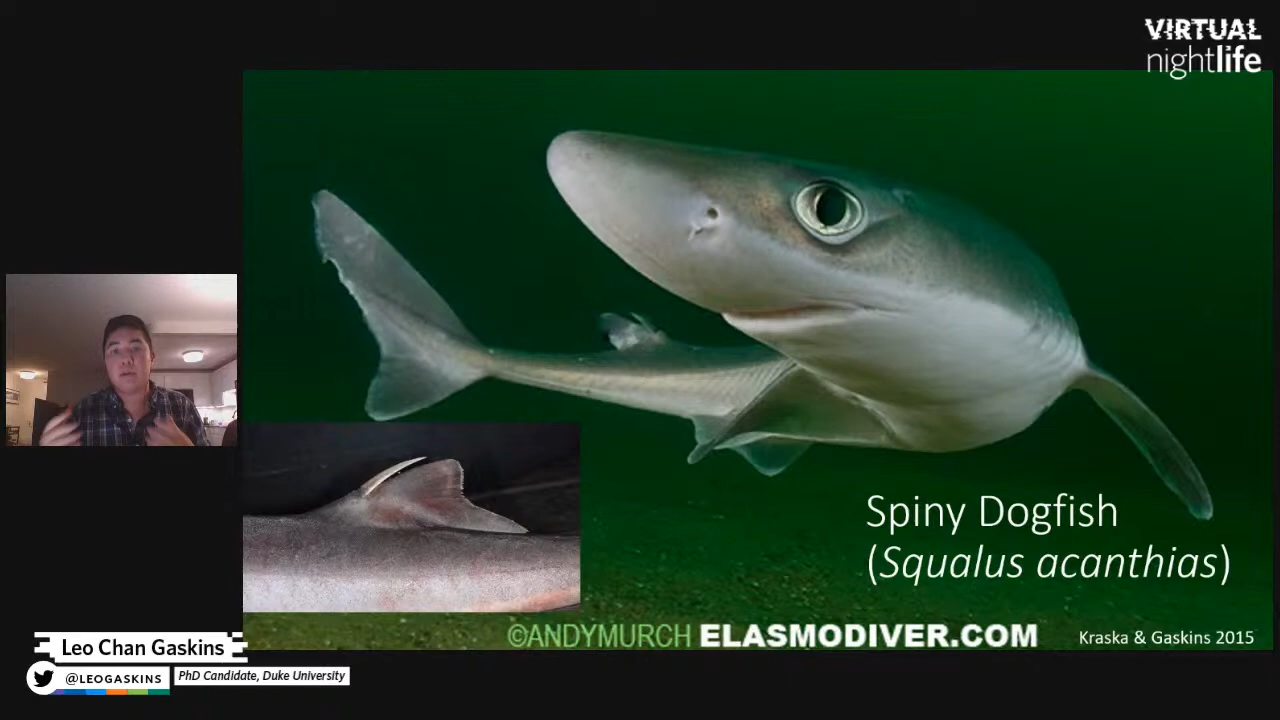 VIRTUAL
nightlife
Spiny Dogfish
(Squalus acanthias)
©ANDYMURCH ELASMODIVER.COM
Kraska & Gaskins 2015
Leo Chan Gaskins
@LEOGASKINS
PhD Candidate, Duke University